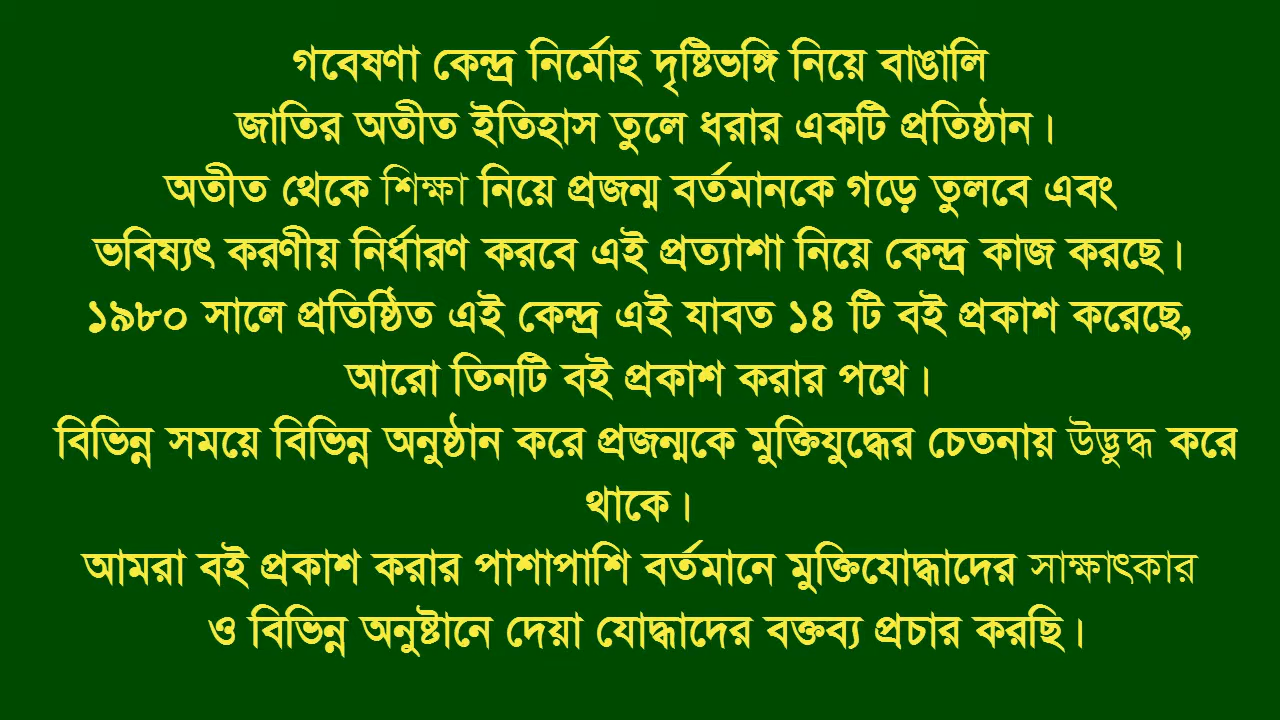 গবেষণা কেন্দ্র নির্মোহ দৃষ্টিভঙ্গি নিয়ে বাঙালি
জাতির অতীত ইতিহাস তুলে ধরার একটি প্রতিষ্ঠান।
অতীত থেকে শিক্ষা নিয়ে প্রজন্ম বর্তমানকে গড়ে তুলবে এবং
ভবিষ্যৎ করণীয় নির্ধারণ করবে এই প্রত্যাশা নিয়ে কেন্দ্র কাজ করছে।
১৯৮০ সালে প্রতিষ্ঠিত এই কেন্দ্র এই যাবত ১৪ টি বই প্রকাশ করেছে,
আরো তিনটি বই প্রকাশ করার পথে।
বিভিন্ন সময়ে বিভিন্ন অনুষ্ঠান করে প্রজন্মকে মুক্তিযুদ্ধের চেতনায় উদ্ভুদ্ধ করে
থাকে।
আমরা বই প্রকাশ করার পাশাপাশি বর্তমানে মুক্তিযোদ্ধাদের সাক্ষাৎকার
ও বিভিন্ন অনুষ্টানে দেয়া যোদ্ধাদের বক্তব্য প্রচার করছি।